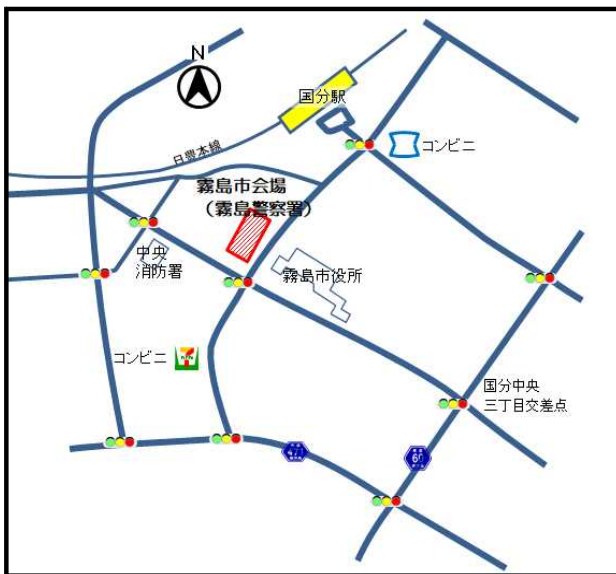 N
国分駅
コンビニ
日豊本線
霧島市会場
（霧島警察署）
中央
消防署
霧島市役所
コンビニ
国分中央
三丁目交差点
471
60